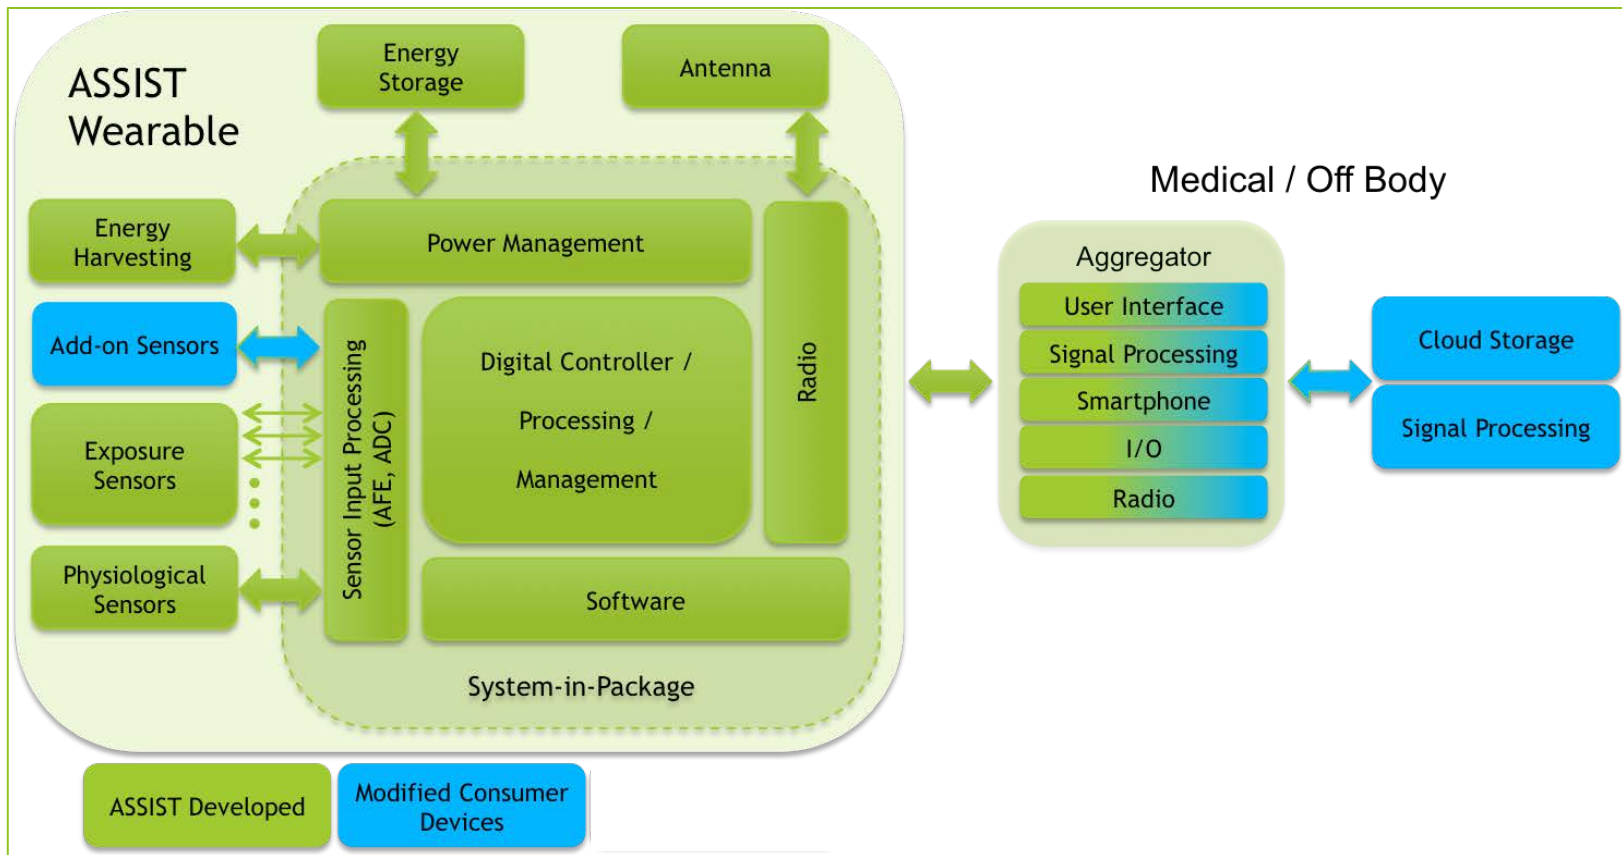 ASSIST
Wearable
Energy
Storage
Antenna
Medical / Off Body
Energy
Harvesting
Power Management
Add-on Sensors
Exposure
Sensors
Physiological
Sensors
Sensor Input Processing
(AFE, ADC)
Digital Controller /
Processing /
Management
Radio
Software
System-in-Package
Aggregator
User Interface
Signal Processing
Smartphone
I/O
Radio
Cloud Storage
Signal Processing
ASSIST Developed
Modified Consumer
Devices